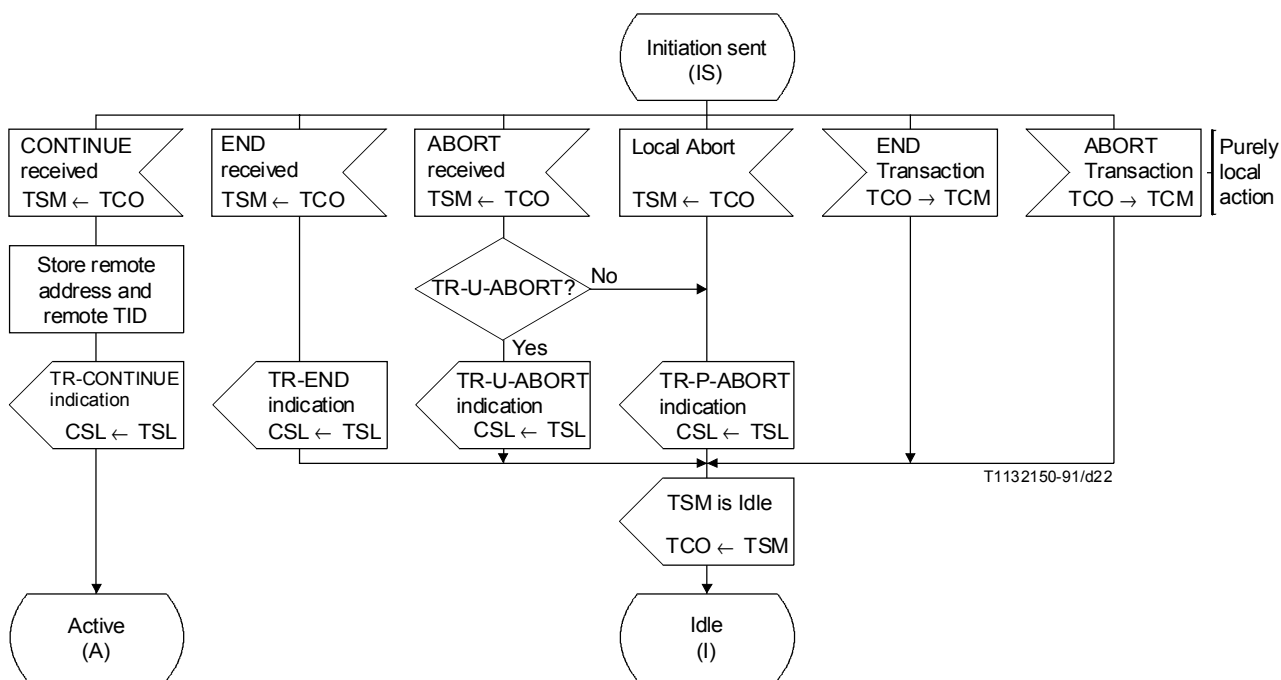 Initiation sent
(IS)
CONTINUE
received
TSM ← TCO
END
received
TSM ← TCO
ABORT
received
TSM ← TCO
Local Abort
TSM ← TCO
END
Transaction
TCO → TCM
ABORT
Transaction
TCO → TCM
Purely
local
action
Store remote
address and
remote TID
TR-U-ABORT?
No
Yes
TR-CONTINUE
indication
CSL ← TSL
TR-END
indication
CSL ← TSL
TR-U-ABORT
indication
CSL ← TSL
TR-P-ABORT
indication
CSL ← TSL
T1132150-91/d22
TSM is Idle
TCO ← TSM
Active
(A)
Idle
(I)